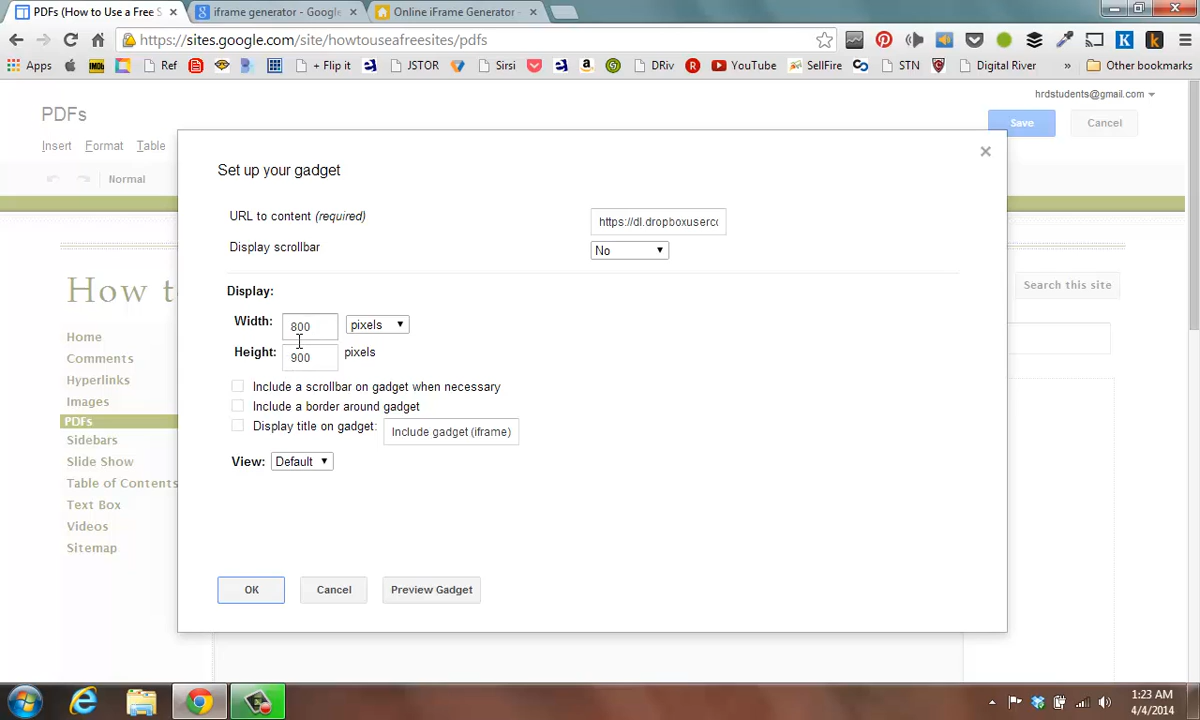 PDFs (How to Use a Free S
iframe generator - Google
Online iFrame Generator -
https://sites.google.com/site/howtouseafreesites/pdfs
Apps
IMDb
Ref
+ Flip it
JSTOR
Sirsi
DRiv
YouTube
SellFire
STN
Digital River
»
Other bookmarks
hrdstudents@gmail.com
PDFs
Save
Cancel
Insert
Format
Table
Normal
Set up your gadget
URL to content (required)
https://dl.dropboxuserco
Display scrollbar
No
Display:
Width:
800
pixels
Height:
900
pixels
Include a scrollbar on gadget when necessary
Include a border around gadget
Display title on gadget:
Include gadget (iframe)
View:
Default
OK
Cancel
Preview Gadget
How to
Search this site
Home
Comments
Hyperlinks
Images
PDFs
Sidebars
Slide Show
Table of Contents
Text Box
Videos
Sitemap
1:23 AM
4/4/2014